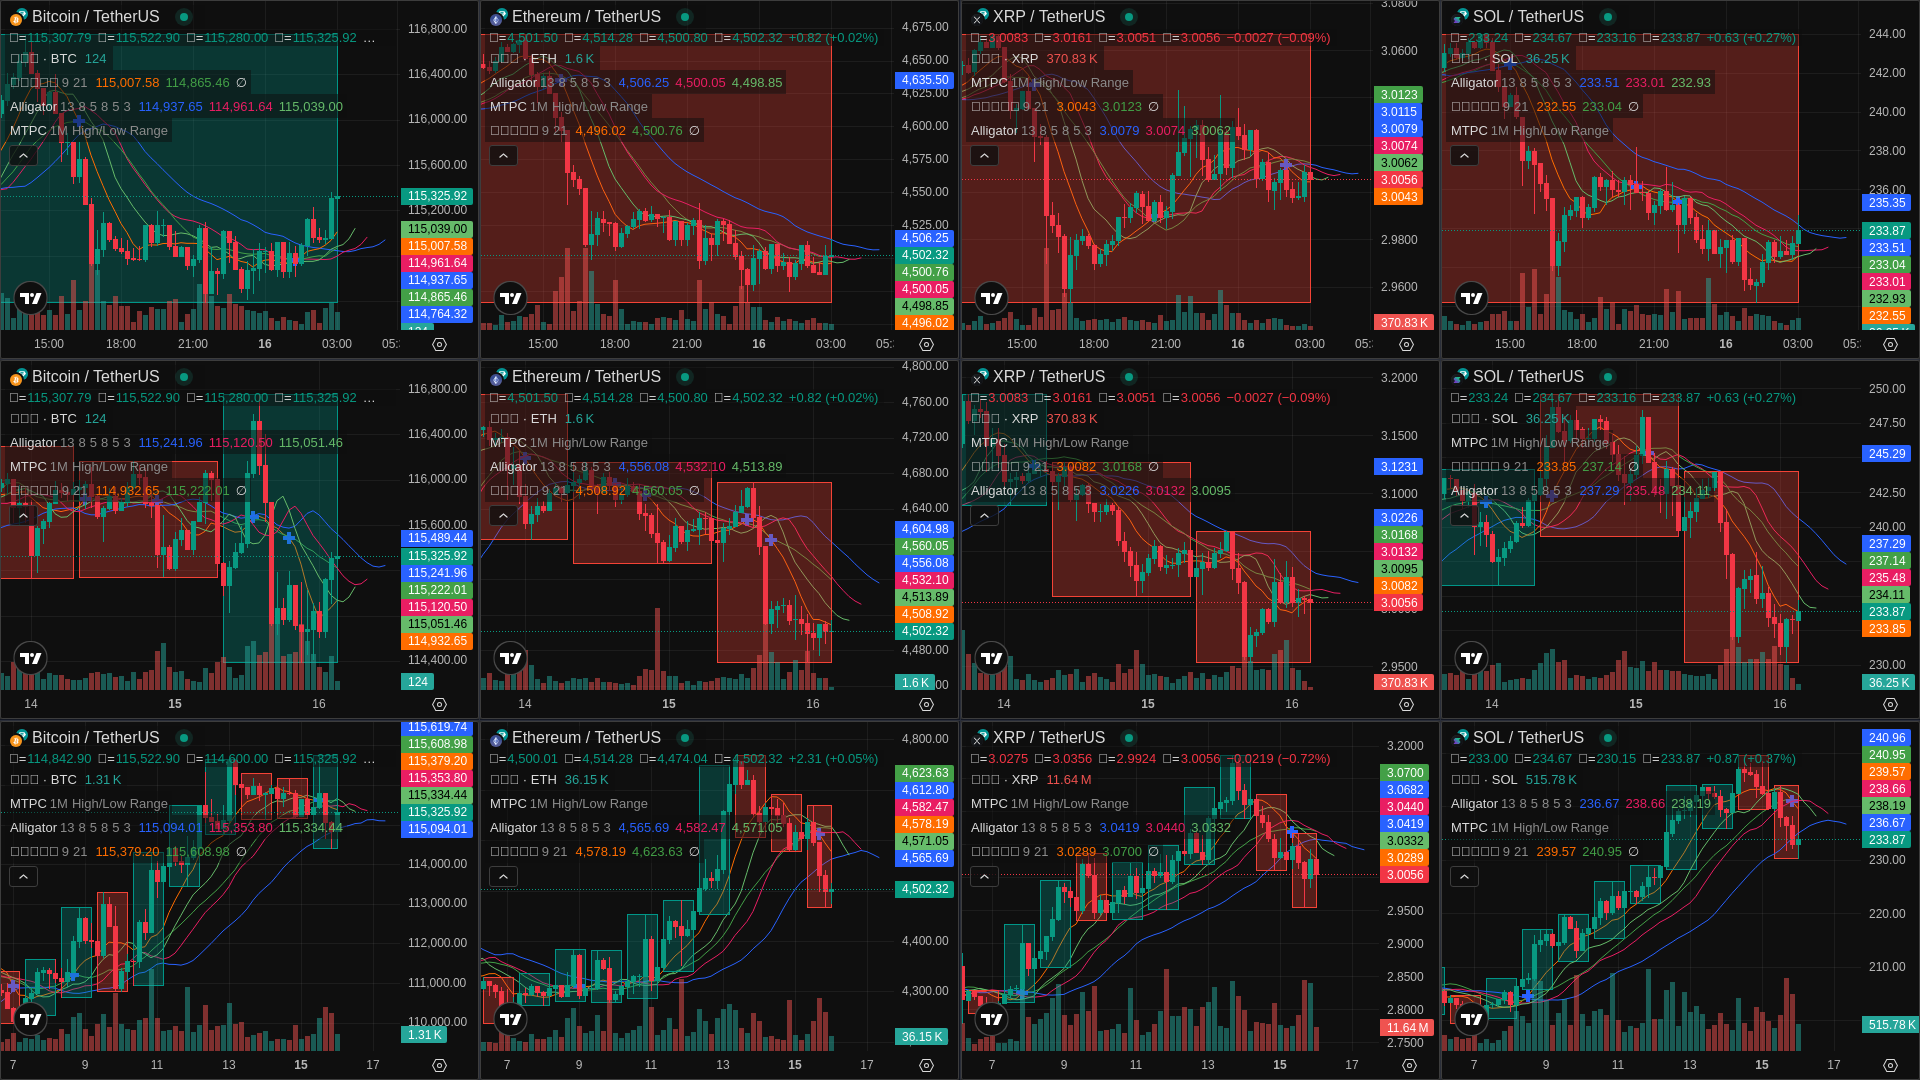 Bitcoin / TetherUS
□=115,307.79 □=115,522.90 □=115,280.00 □=115,325.92 …
□□□ · BTC 124
□□□□□ 9 21 115,007.58 114,865.46 ∅
Alligator 13 8 5 8 5 3 114,937.65 114,961.64 115,039.00
MTPC 1M High/Low Range
116,800.00
116,400.00
116,000.00
115,600.00
115,325.92
115,200.00
115,039.00
115,007.58
114,961.64
114,937.65
114,865.46
114,764.32
15:00 18:00 21:00 16 03:00
Ethereum / TetherUS
□=4,501.50 □=4,514.28 □=4,500.80 □=4,502.32 +0.82 (+0.02%)
□□□ · ETH 1.6 K
Alligator 13 8 5 8 5 3 4,506.25 4,500.05 4,498.85
MTPC 1M High/Low Range
□□□□□ 9 21 4,496.02 4,500.76 ∅
4,675.00
4,650.00
4,635.50
4,625.00
4,600.00
4,575.00
4,550.00
4,525.00
4,506.25
4,502.32
4,500.76
4,500.05
4,498.85
4,496.02
15:00 18:00 21:00 16 03:00
XRP / TetherUS
□=3.0083 □=3.0161 □=3.0051 □=3.0056 −0.0027 (−0.09%)
□□□ · XRP 370.83 K
MTPC 1M High/Low Range
□□□□□ 9 21 3.0043 3.0123 ∅
Alligator 13 8 5 8 5 3 3.0079 3.0074 3.0062
3.0800
3.0600
3.0123
3.0115
3.0079
3.0074
3.0062
3.0056
3.0043
2.9800
2.9600
370.83 K
15:00 18:00 21:00 16 03:00
SOL / TetherUS
□=233.24 □=234.67 □=233.16 □=233.87 +0.63 (+0.27%)
□□□ · SOL 36.25 K
Alligator 13 8 5 8 5 3 233.51 233.01 232.93
□□□□□ 9 21 232.55 233.04 ∅
MTPC 1M High/Low Range
244.00
242.00
240.00
238.00
236.00
235.35
233.87
233.51
233.04
233.01
232.93
232.55
15:00 18:00 21:00 16 03:00
Bitcoin / TetherUS
□=115,307.79 □=115,522.90 □=115,280.00 □=115,325.92 …
□□□ · BTC 124
Alligator 13 8 5 8 5 3 115,241.96 115,120.50 115,051.46
MTPC 1M High/Low Range
□□□□□ 9 21 114,932.65 115,222.01 ∅
116,800.00
116,400.00
116,000.00
115,600.00
115,489.44
115,325.92
115,241.96
115,222.01
115,120.50
115,051.46
114,932.65
114,400.00
124
14 15 16
Ethereum / TetherUS
□=4,501.50 □=4,514.28 □=4,500.80 □=4,502.32 +0.82 (+0.02%)
□□□ · ETH 1.6 K
MTPC 1M High/Low Range
Alligator 13 8 5 8 5 3 4,556.08 4,532.10 4,513.89
□□□□□ 9 21 4,508.92 4,560.05 ∅
4,800.00
4,760.00
4,720.00
4,680.00
4,640.00
4,604.98
4,560.05
4,556.08
4,532.10
4,513.89
4,508.92
4,502.32
4,480.00
1.6 K
14 15 16
XRP / TetherUS
□=3.0083 □=3.0161 □=3.0051 □=3.0056 −0.0027 (−0.09%)
□□□ · XRP 370.83 K
MTPC 1M High/Low Range
□□□□□ 9 21 3.0082 3.0168 ∅
Alligator 13 8 5 8 5 3 3.0226 3.0132 3.0095
3.2000
3.1500
3.1231
3.1000
3.0226
3.0168
3.0132
3.0095
3.0082
3.0056
2.9500
370.83 K
14 15 16
SOL / TetherUS
□=233.24 □=234.67 □=233.16 □=233.87 +0.63 (+0.27%)
□□□ · SOL 36.25 K
MTPC 1M High/Low Range
□□□□□ 9 21 233.85 237.14 ∅
Alligator 13 8 5 8 5 3 237.29 235.48 234.11
250.00
247.50
245.29
242.50
240.00
237.29
237.14
235.48
234.11
233.87
233.85
230.00
36.25 K
14 15 16
Bitcoin / TetherUS
□=114,842.90 □=115,522.90 □=114,600.00 □=115,325.92 …
□□□ · BTC 1.31 K
MTPC 1M High/Low Range
Alligator 13 8 5 8 5 3 115,094.01 115,353.80 115,334.44
□□□□□ 9 21 115,379.20 115,608.98 ∅
115,619.74
115,608.98
115,379.20
115,353.80
115,334.44
115,325.92
115,094.01
114,000.00
113,000.00
112,000.00
111,000.00
110,000.00
1.31 K
7 9 11 13 15 17
Ethereum / TetherUS
□=4,500.01 □=4,514.28 □=4,474.04 □=4,502.32 +2.31 (+0.05%)
□□□ · ETH 36.15 K
MTPC 1M High/Low Range
Alligator 13 8 5 8 5 3 4,565.69 4,582.47 4,571.05
□□□□□ 9 21 4,578.19 4,623.63 ∅
4,800.00
4,623.63
4,612.80
4,582.47
4,578.19
4,571.05
4,565.69
4,502.32
4,400.00
4,300.00
36.15 K
7 9 11 13 15 17
XRP / TetherUS
□=3.0275 □=3.0356 □=2.9924 □=3.0056 −0.0219 (−0.72%)
□□□ · XRP 11.64 M
MTPC 1M High/Low Range
Alligator 13 8 5 8 5 3 3.0419 3.0440 3.0332
□□□□□ 9 21 3.0289 3.0700 ∅
3.2000
3.0700
3.0682
3.0440
3.0419
3.0332
3.0289
3.0056
2.9500
2.9000
2.8500
2.8000
11.64 M
2.7500
7 9 11 13 15 17
SOL / TetherUS
□=233.00 □=234.67 □=230.15 □=233.87 +0.87 (+0.37%)
□□□ · SOL 515.78 K
Alligator 13 8 5 8 5 3 236.67 238.66 238.19
MTPC 1M High/Low Range
□□□□□ 9 21 239.57 240.95 ∅
240.96
240.95
239.57
238.66
238.19
236.67
233.87
230.00
220.00
210.00
515.78 K
7 9 11 13 15 17